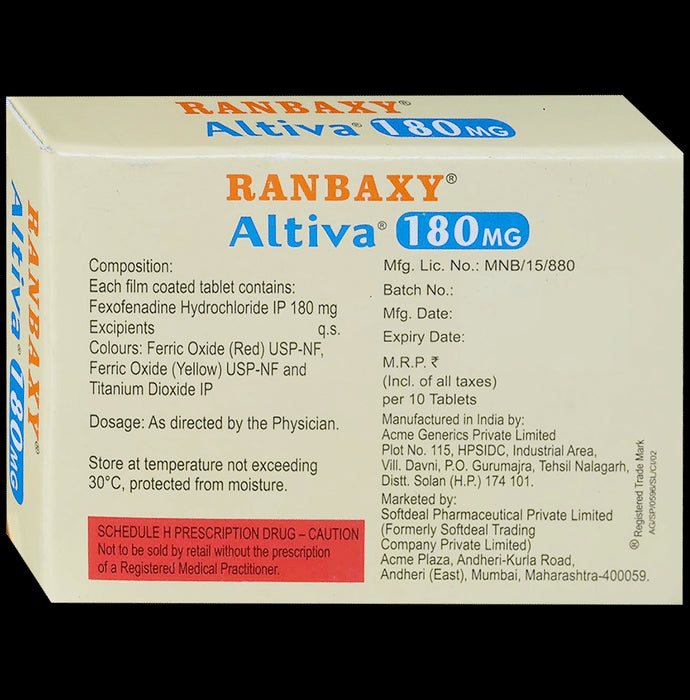 RANBAXY®
Altiva® 180MG
RANBAXY®
Altiva® 180MG
RANBAXY®
Altiva® 180MG
Composition:
Each film coated tablet contains:
Fexofenadine Hydrochloride IP 180 mg
Excipients q.s.
Colours: Ferric Oxide (Red) USP-NF,
Ferric Oxide (Yellow) USP-NF and
Titanium Dioxide IP
Dosage: As directed by the Physician.
Store at temperature not exceeding
30°C, protected from moisture.
SCHEDULE H PRESCRIPTION DRUG – CAUTION
Not to be sold by retail without the prescription
of a Registered Medical Practitioner.
Mfg. Lic. No.: MNB/15/880
Batch No.:
Mfg. Date:
Expiry Date:
M.R.P. ₹
(Incl. of all taxes)
per 10 Tablets
Manufactured in India by:
Acme Generics Private Limited
Plot No. 115, HPSIDC, Industrial Area,
Vill. Davni, P.O. Gurumajra, Tehsil Nalagarh,
Distt. Solan (H.P.) 174 101.
Marketed by:
Softdeal Pharmaceutical Private Limited
(Formerly Softdeal Trading
Company Private Limited)
Acme Plaza, Andheri-Kurla Road,
Andheri (East), Mumbai, Maharashtra-400059.
® Registered Trade Mark
AG/SP/0596/SL/CI/02